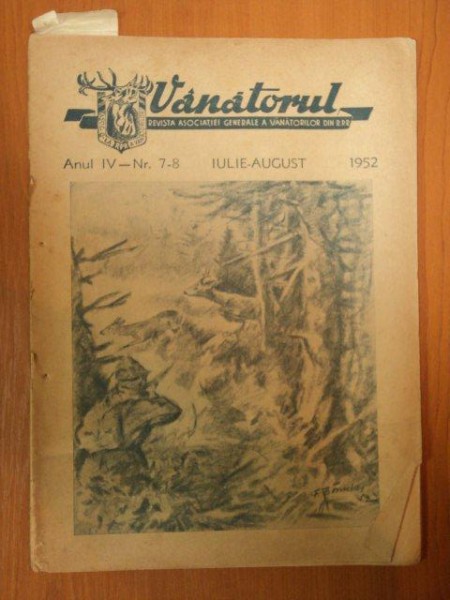 Vânătorul
REVISTA ASOCIAȚIEI GENERALE A VÂNĂTORILOR DIN R.P.R.
Anul IV — Nr. 7-8 IULIE-AUGUST 1952